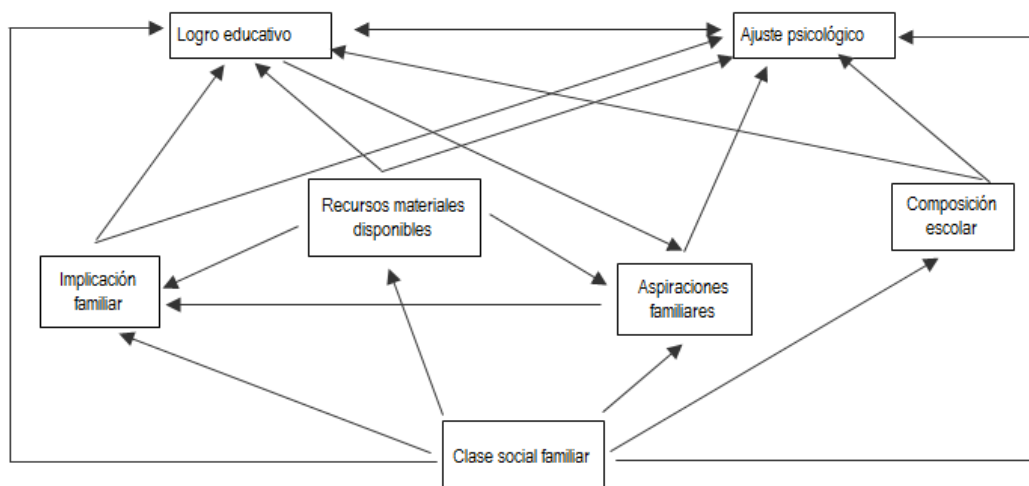 Logro educativo
Ajuste psicológico
Recursos materiales
disponibles
Composición
escolar
Implicación
familiar
Aspiraciones
familiares
Clase social familiar